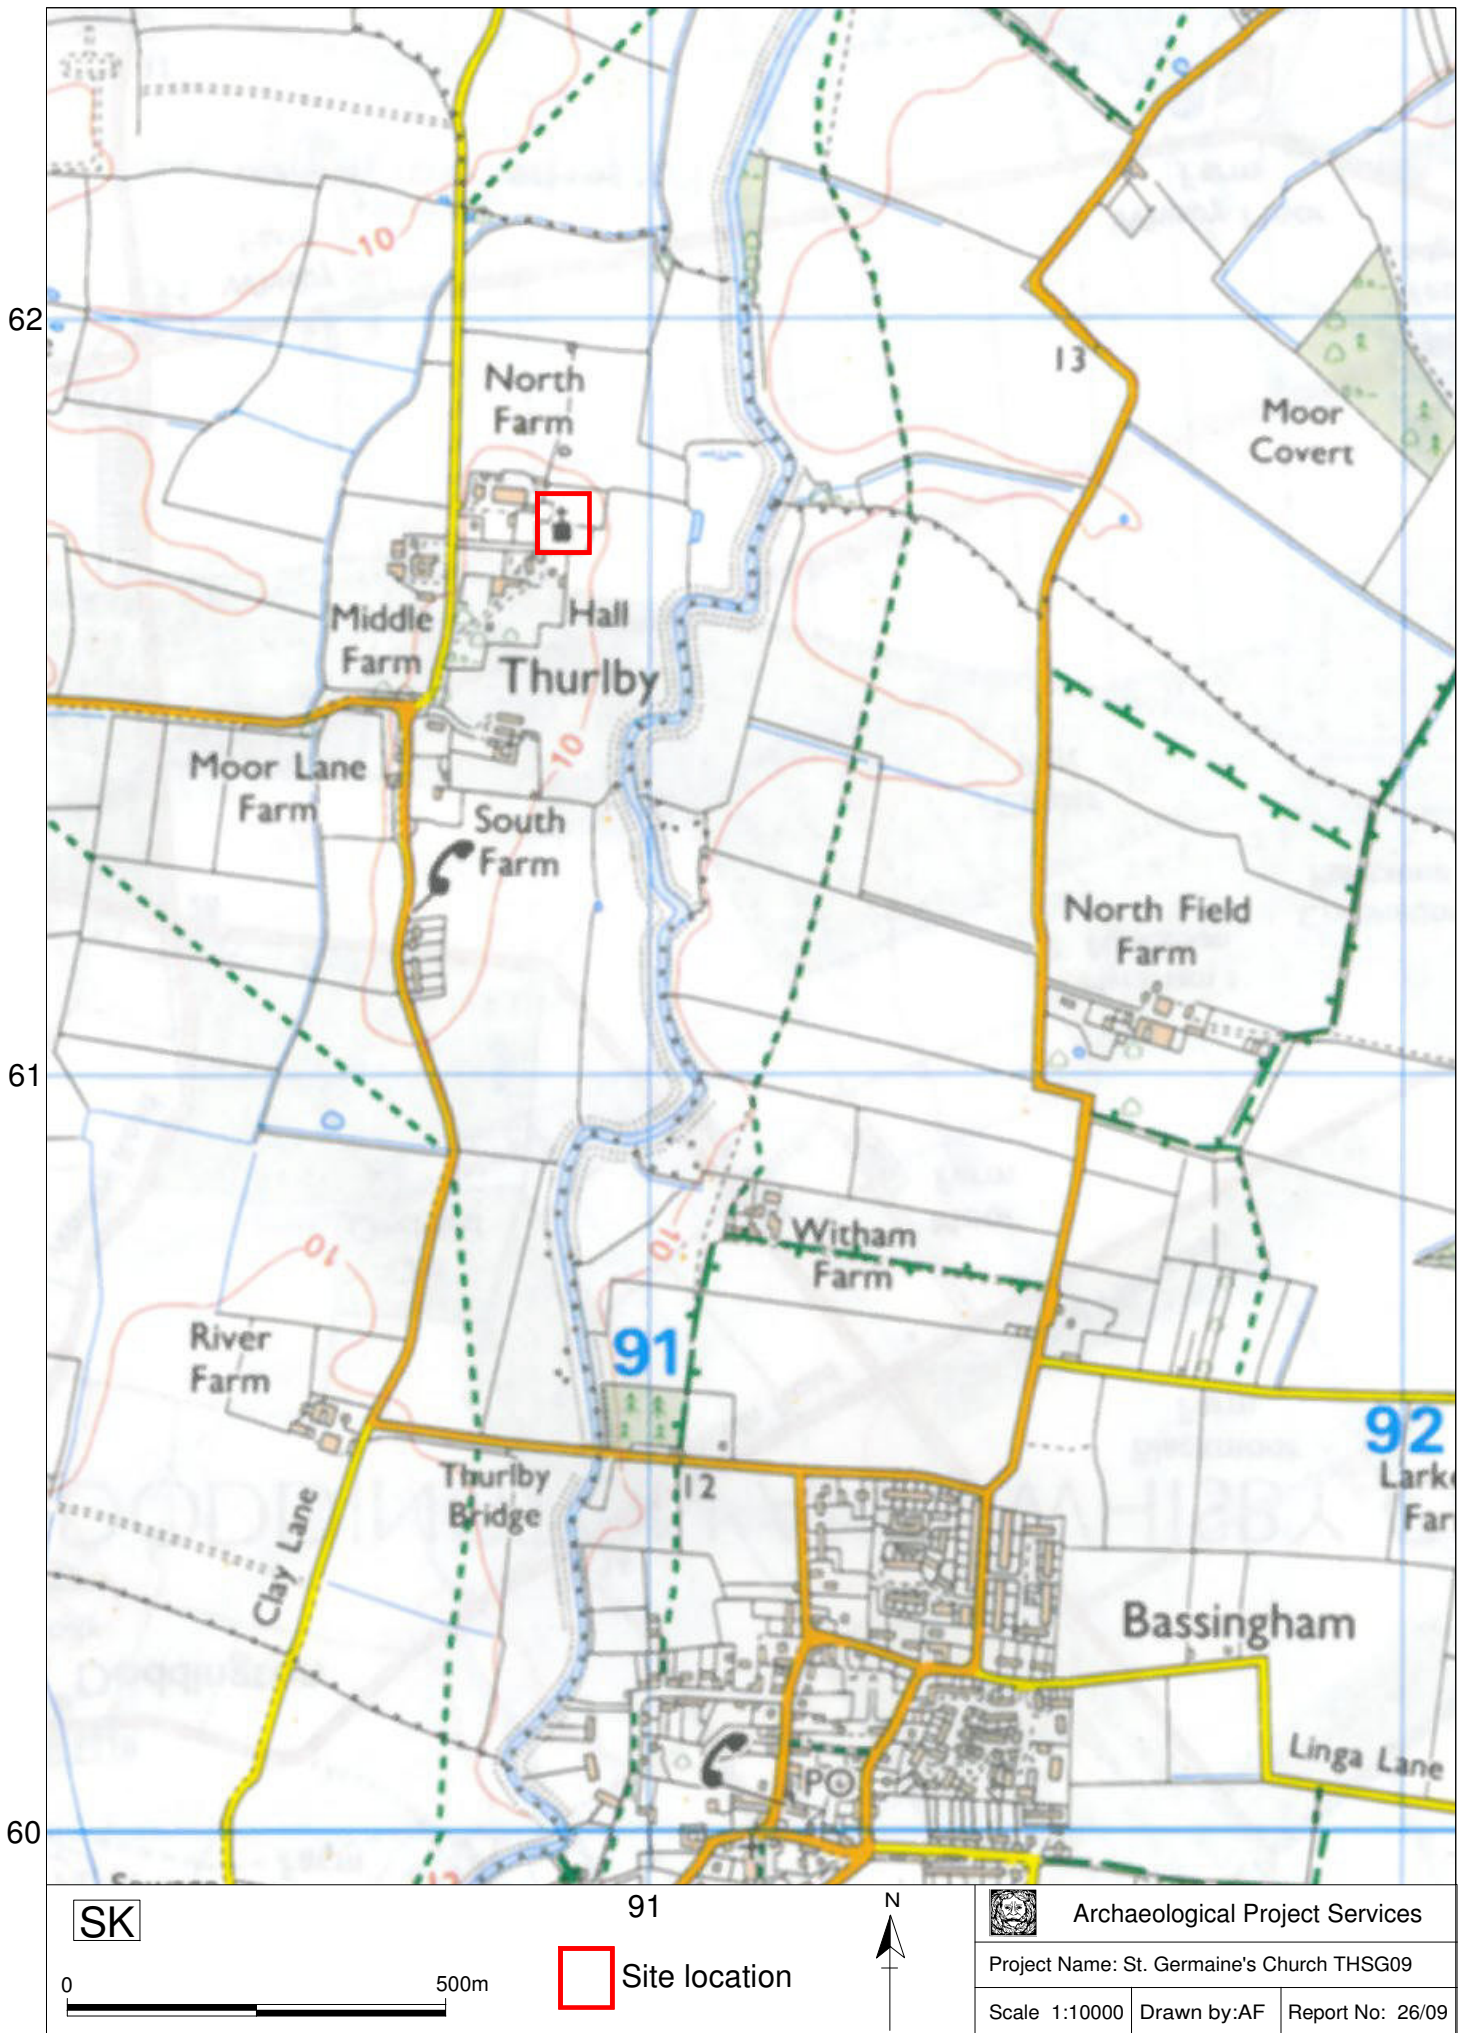 10
62
North
Farm
13
Moor
Covert
Middle
Farm
Hall
Thurlby
10
Moor Lane
Farm
South
Farm
North Field
Farm
61
Witham
Farm
10
10
River
Farm
91
92
Thurlby
Bridge
12
Clay Lane
Bassingham
Linga Lane
PO
60
SK
91
N
0
500m
Site location
Archaeological Project Services
Project Name: St. Germaine's Church THSG09
Scale 1:10000
Drawn by:AF
Report No: 26/09